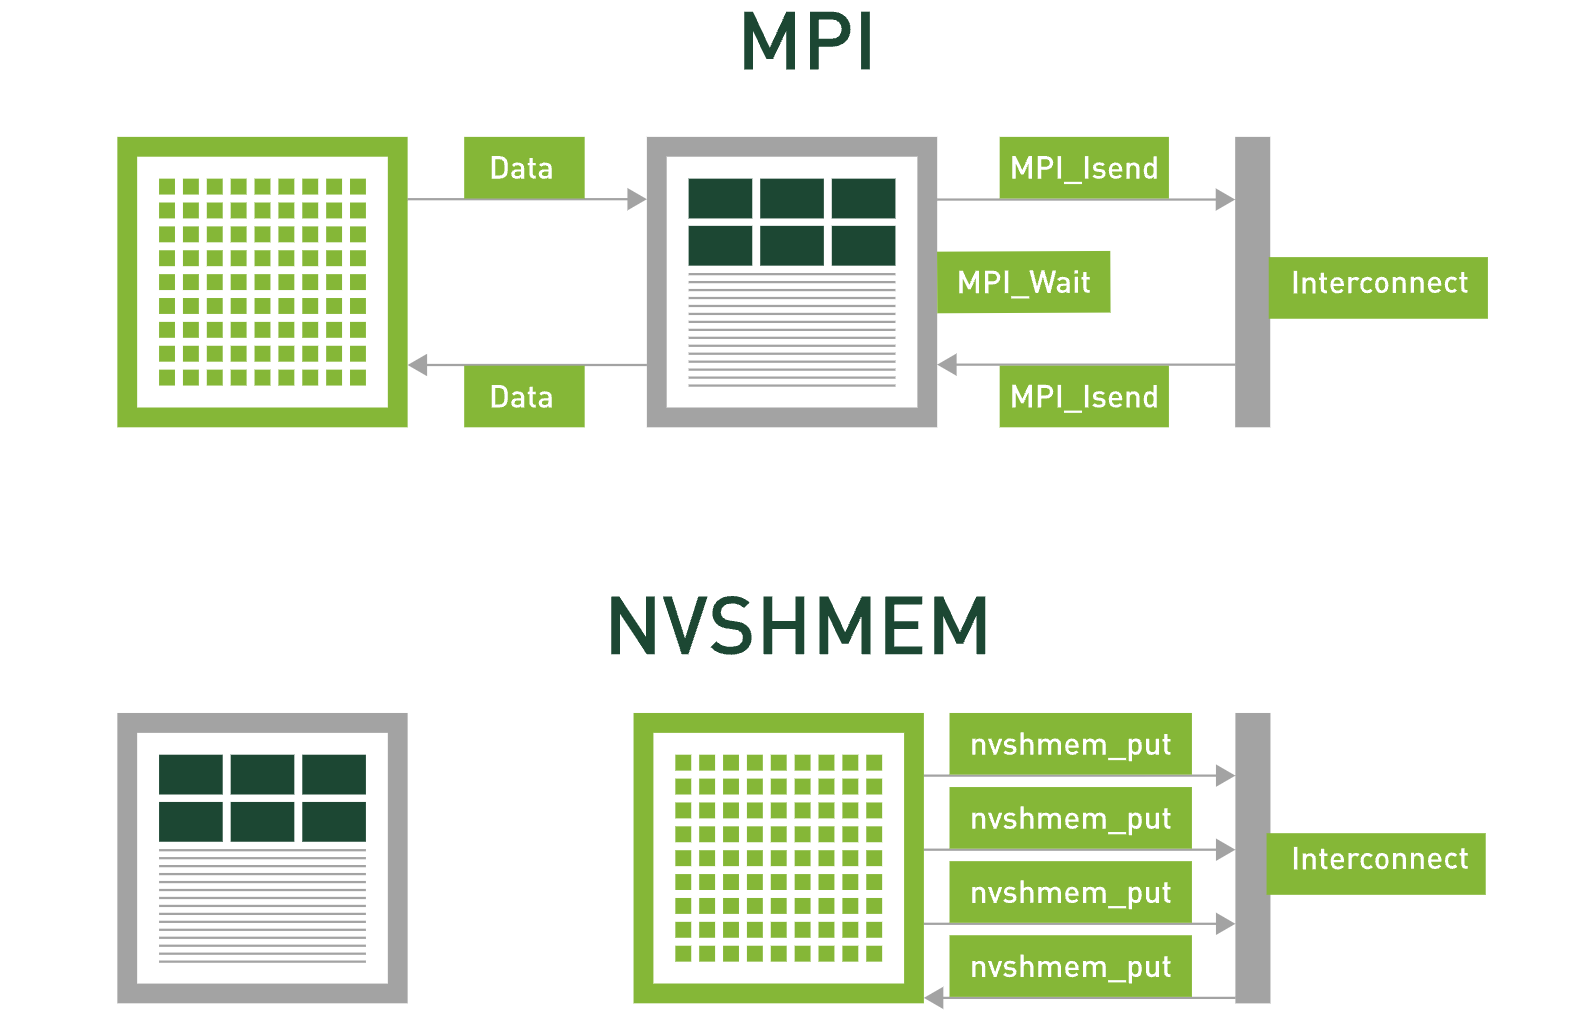 MPI
Data
MPI_Isend
MPI_Wait
Interconnect
Data
MPI_Isend
NVSHMEM
nvshmem_put
nvshmem_put
Interconnect
nvshmem_put
nvshmem_put